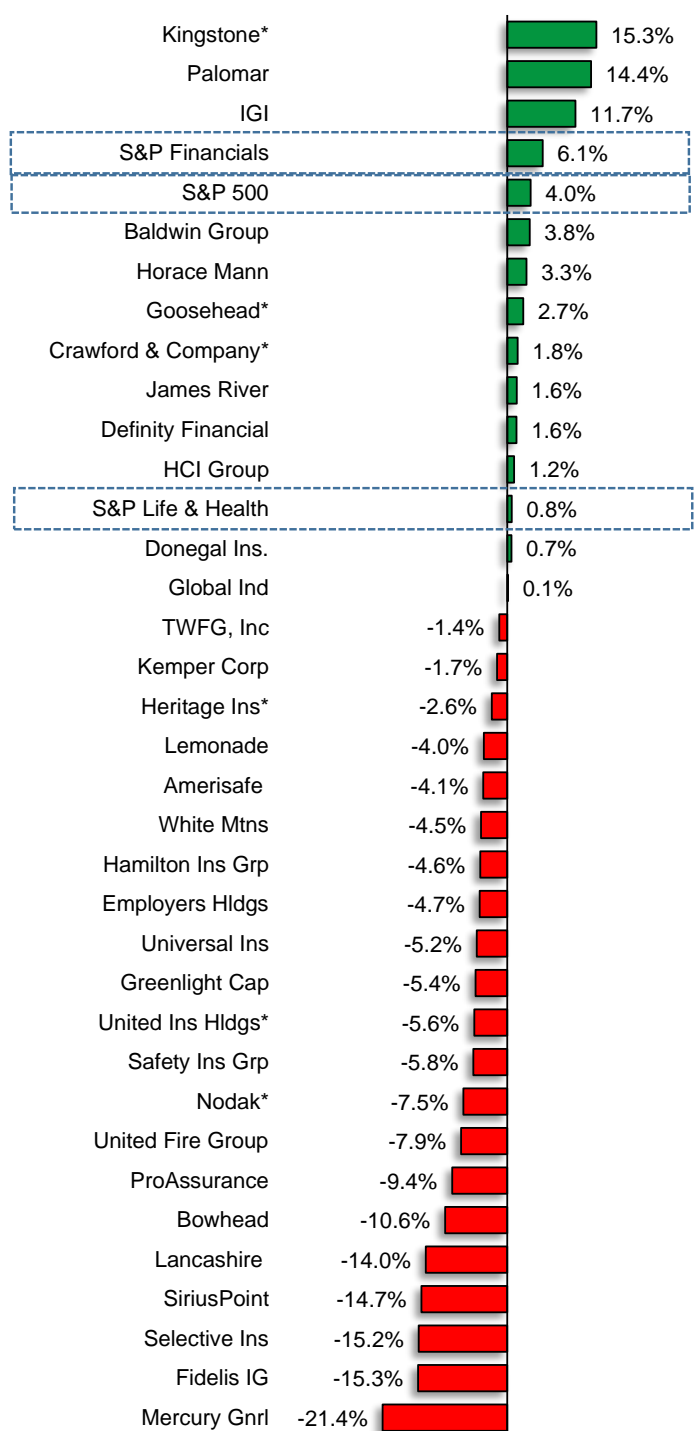 Kingstone* 15.3%
Palomar 14.4%
IGI 11.7%
S&P Financials 6.1%
S&P 500 4.0%
Baldwin Group 3.8%
Horace Mann 3.3%
Goosehead* 2.7%
Crawford & Company* 1.8%
James River 1.6%
Definity Financial 1.6%
HCI Group 1.2%
S&P Life & Health 0.8%
Donegal Ins. 0.7%
Global Ind 0.1%
TWFG, Inc -1.4%
Kemper Corp -1.7%
Heritage Ins* -2.6%
Lemonade -4.0%
Amerisafe -4.1%
White Mtns -4.5%
Hamilton Ins Grp -4.6%
Employers Hldgs -4.7%
Universal Ins -5.2%
Greenlight Cap -5.4%
United Ins Hldgs* -5.6%
Safety Ins Grp -5.8%
Nodak* -7.5%
United Fire Group -7.9%
ProAssurance -9.4%
Bowhead -10.6%
Lancashire -14.0%
SiriusPoint -14.7%
Selective Ins -15.2%
Fidelis IG -15.3%
Mercury Gnrl -21.4%